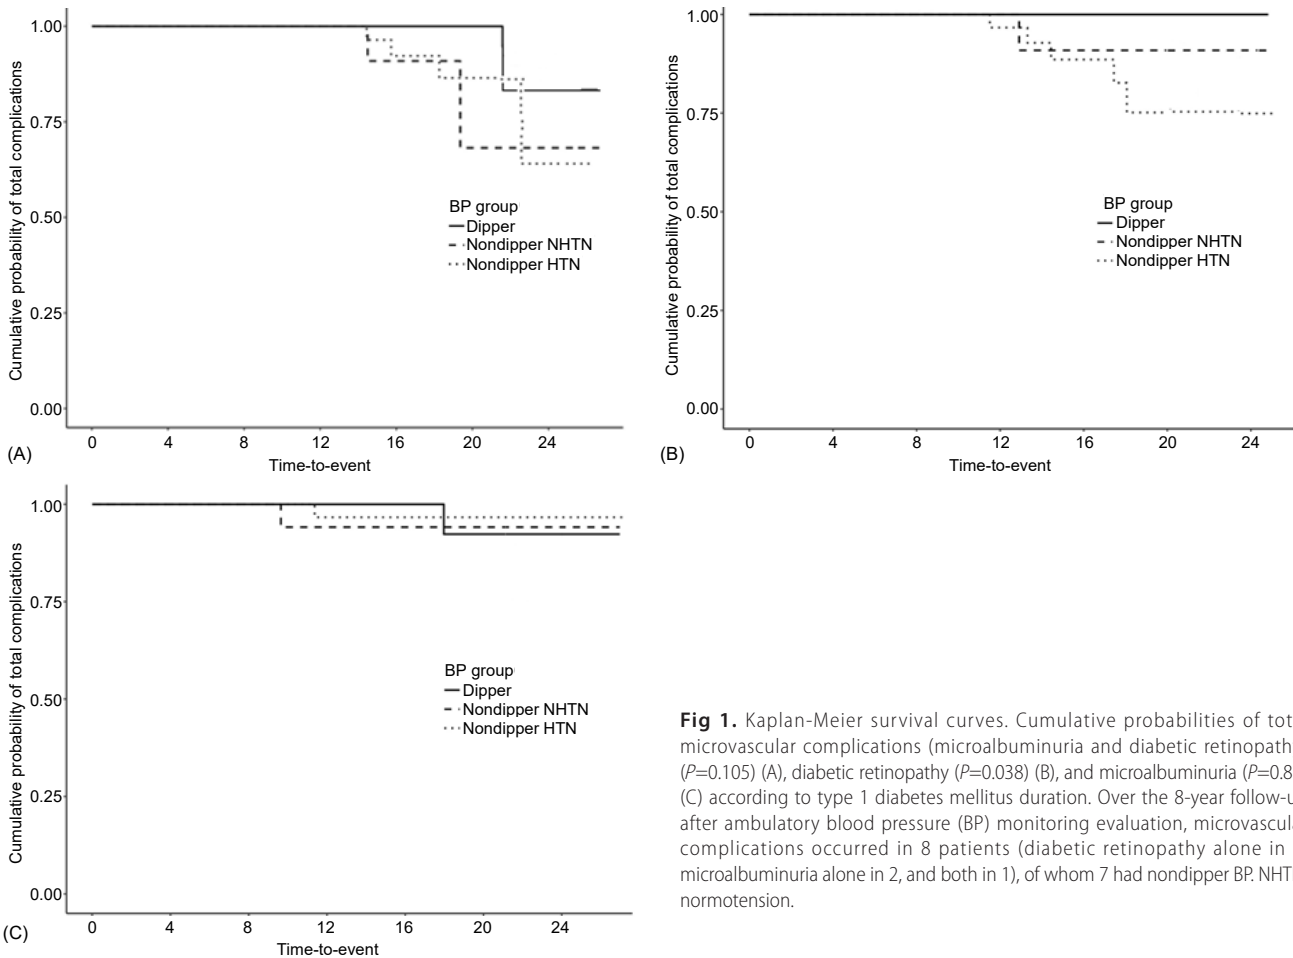 1.00
0.75
0.50
0.25
0.00
Cumulative probability of total complications
BP group
Dipper
Nondipper NHTN
Nondipper HTN
0 4 8 12 16 20 24
Time-to-event
(A)
1.00
0.75
0.50
0.25
0.00
Cumulative probability of total complications
BP group
Dipper
Nondipper NHTN
Nondipper HTN
0 4 8 12 16 20 24
Time-to-event
(B)
1.00
0.75
0.50
0.25
0.00
Cumulative probability of total complications
BP group
Dipper
Nondipper NHTN
Nondipper HTN
0 4 8 12 16 20 24
Time-to-event
(C)
Fig 1. Kaplan-Meier survival curves. Cumulative probabilities of tot
microvascular complications (microalbuminuria and diabetic retinopath
(P=0.105) (A), diabetic retinopathy (P=0.038) (B), and microalbuminuria (P=0.8
(C) according to type 1 diabetes mellitus duration. Over the 8-year follow-u
after ambulatory blood pressure (BP) monitoring evaluation, microvascula
complications occurred in 8 patients (diabetic retinopathy alone in
microalbuminuria alone in 2, and both in 1), of whom 7 had nondipper BP. NHT
normotension.